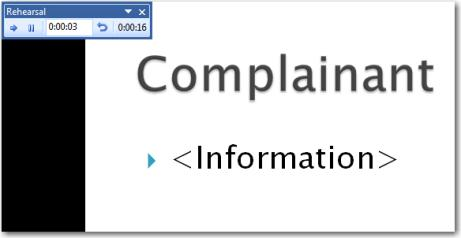 Rehearsal
0:00:03 0:00:16
Complainant
<Information>